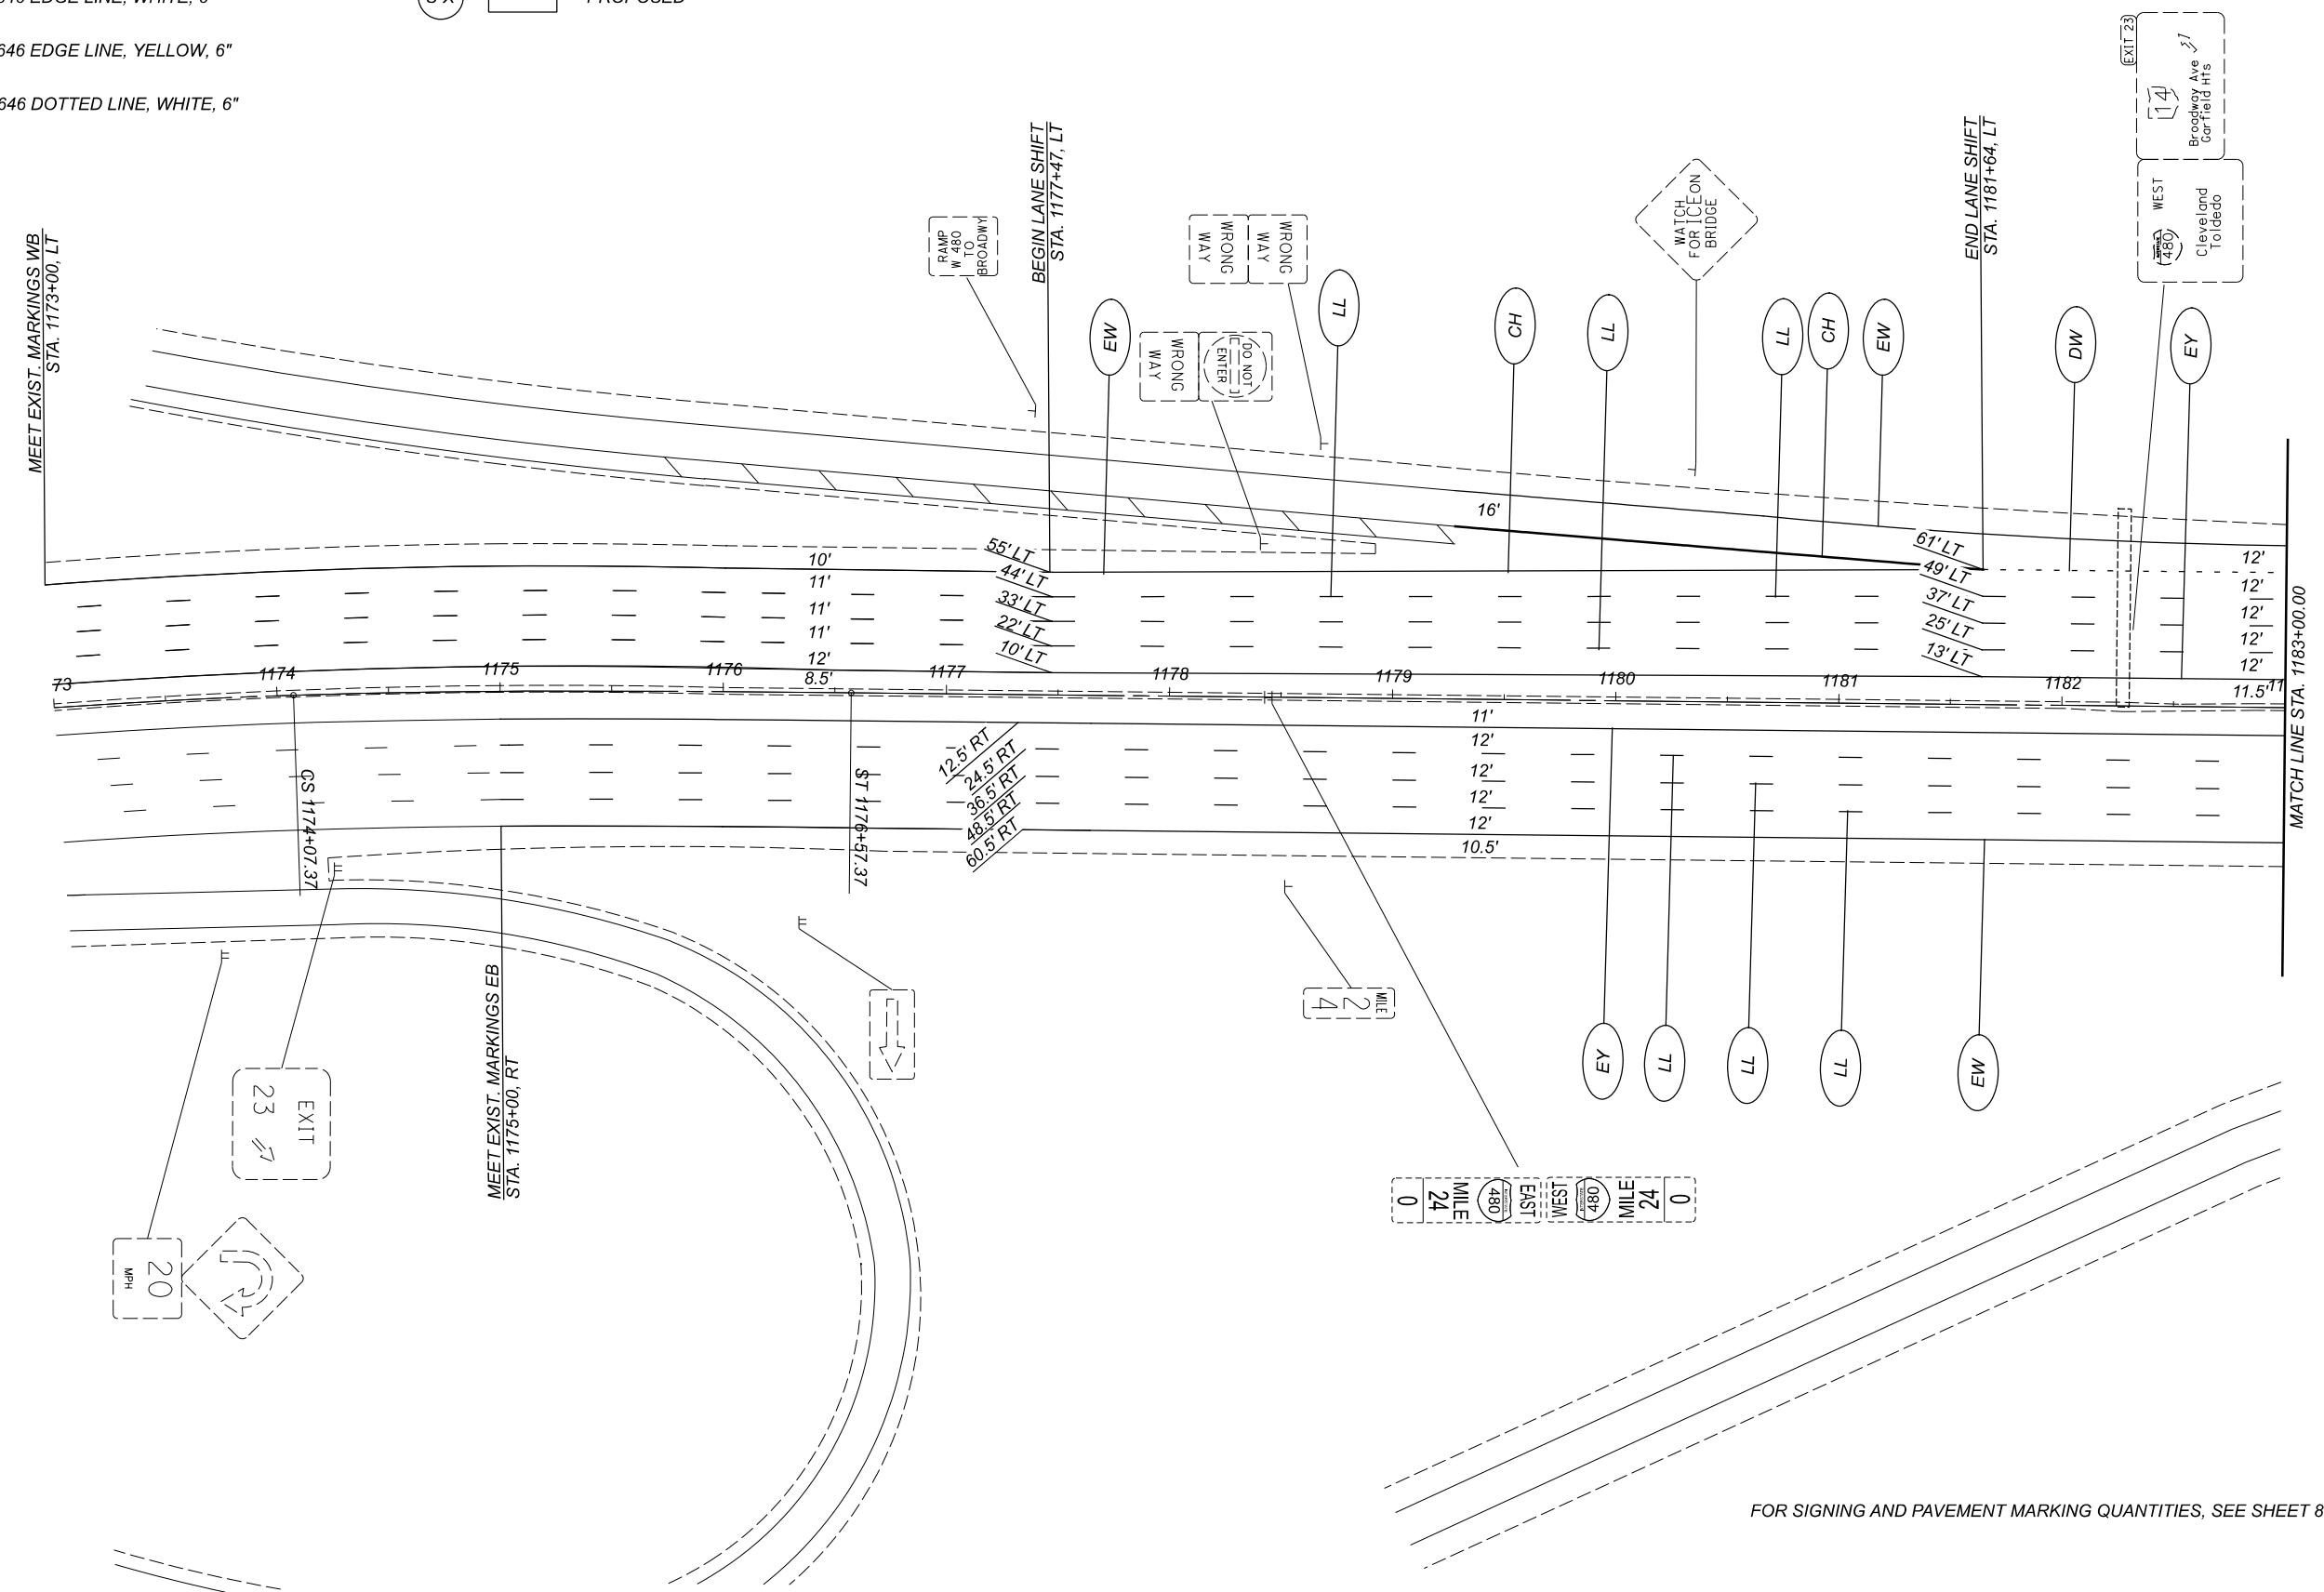 EDGE LINE, WHITE, 6"
PROPOSED
646 EDGE LINE, YELLOW, 6"
646 DOTTED LINE, WHITE, 6"
MEET EXIST. MARKINGS WB
STA. 1173+00, LT
RAMP
W 480
TO
BROADWY
BEGIN LANE SHIFT
STA. 1177+47, LT
EW
WRONG
WAY
DO NOT
ENTER
WRONG
WAY
WRONG
WAY
LL
CH
LL
WATCH
FOR ICE ON
BRIDGE
LL
CH
EW
END LANE SHIFT
STA. 1181+64, LT
DW
EY
EXIT 23
14
Broadway Ave
Garfield Hts
WEST
480
Cleveland
Toldedo
16'
10'
11'
11'
11'
12'
8.5'
55' LT
44' LT
33' LT
22' LT
10' LT
61' LT
49' LT
37' LT
25' LT
13' LT
12'
12'
12'
12'
12'
11.5'
73
1174
1175
1176
1177
1178
1179
1180
1181
1182
11
MATCH LINE STA. 1183+00.00
CS 1174+07.37
ST 1176+57.37
12.5' RT
24.5' RT
36.5' RT
48.5' RT
60.5' RT
11'
12'
12'
12'
12'
10.5'
MEET EXIST. MARKINGS EB
STA. 1175+00, RT
EXIT
23
20
MPH
MILE
2
4
EY
LL
LL
LL
EW
EAST
480
MILE
24
0
WEST
480
MILE
24
0
FOR SIGNING AND PAVEMENT MARKING QUANTITIES, SEE SHEET 8